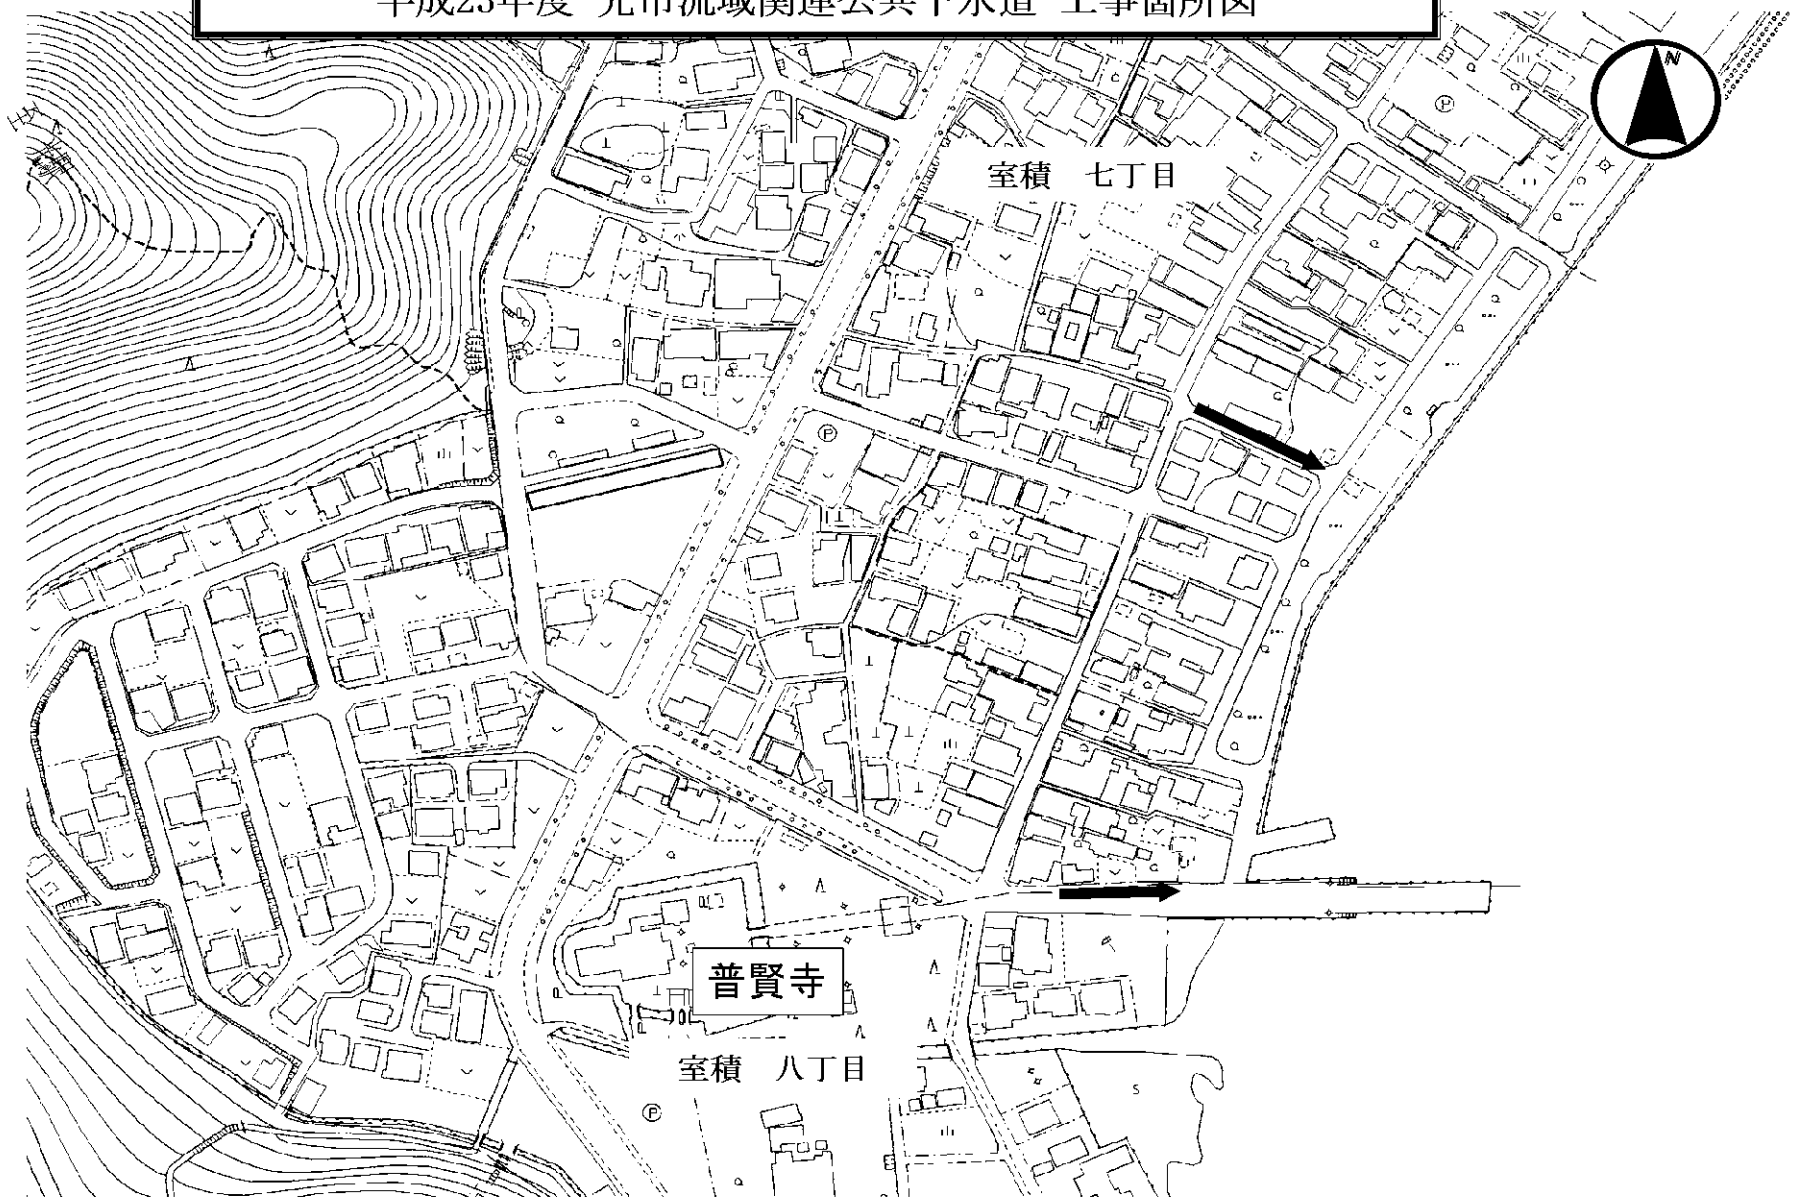 平成23年度 光市流域関連公共下水道 工事箇所図
N
室積 七丁目
普賢寺
室積 八丁目